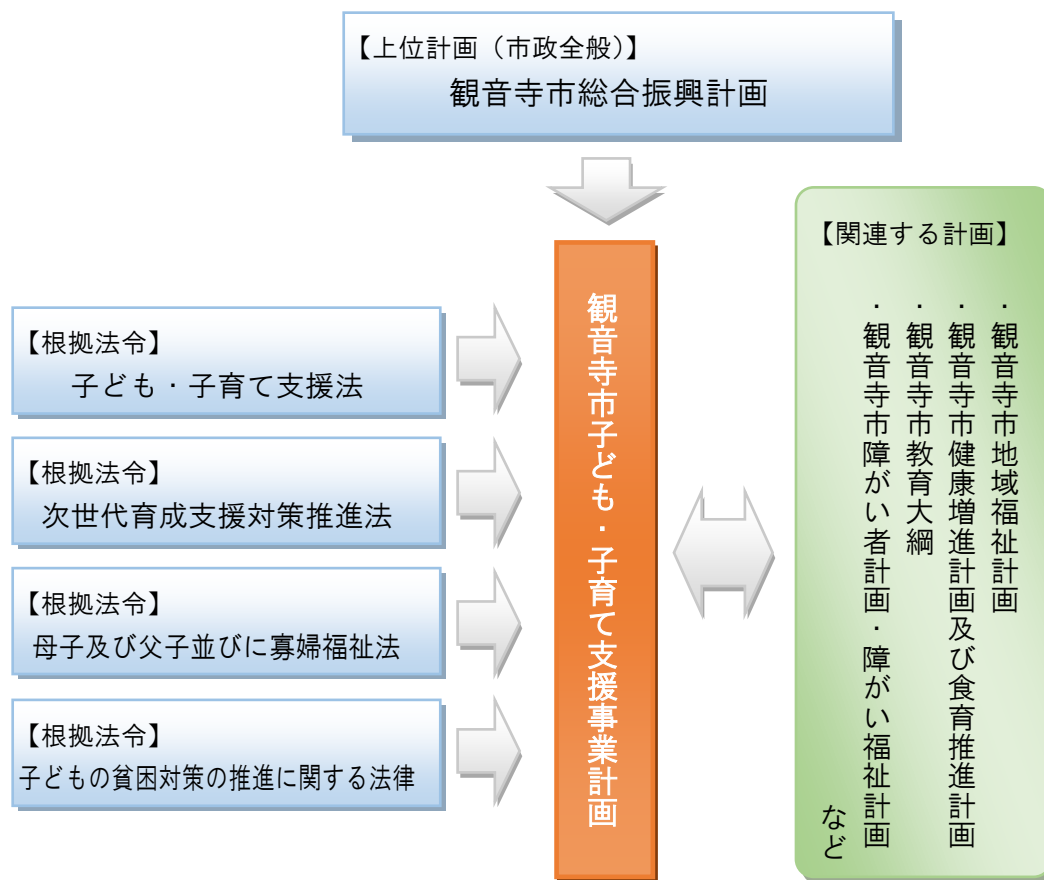 【上位計画（市政全般）】
観音寺市総合振興計画
【根拠法令】
子ども・子育て支援法
【根拠法令】
次世代育成支援対策推進法
【根拠法令】
母子及び父子並びに寡婦福祉法
【根拠法令】
子どもの貧困対策の推進に関する法律
観音寺市子ども・子育て支援事業計画
【関連する計画】
・観音寺市地域福祉計画
・観音寺市健康増進計画及び食育推進計画
・観音寺市教育大綱
・観音寺市障がい者計画・障がい福祉計画
など